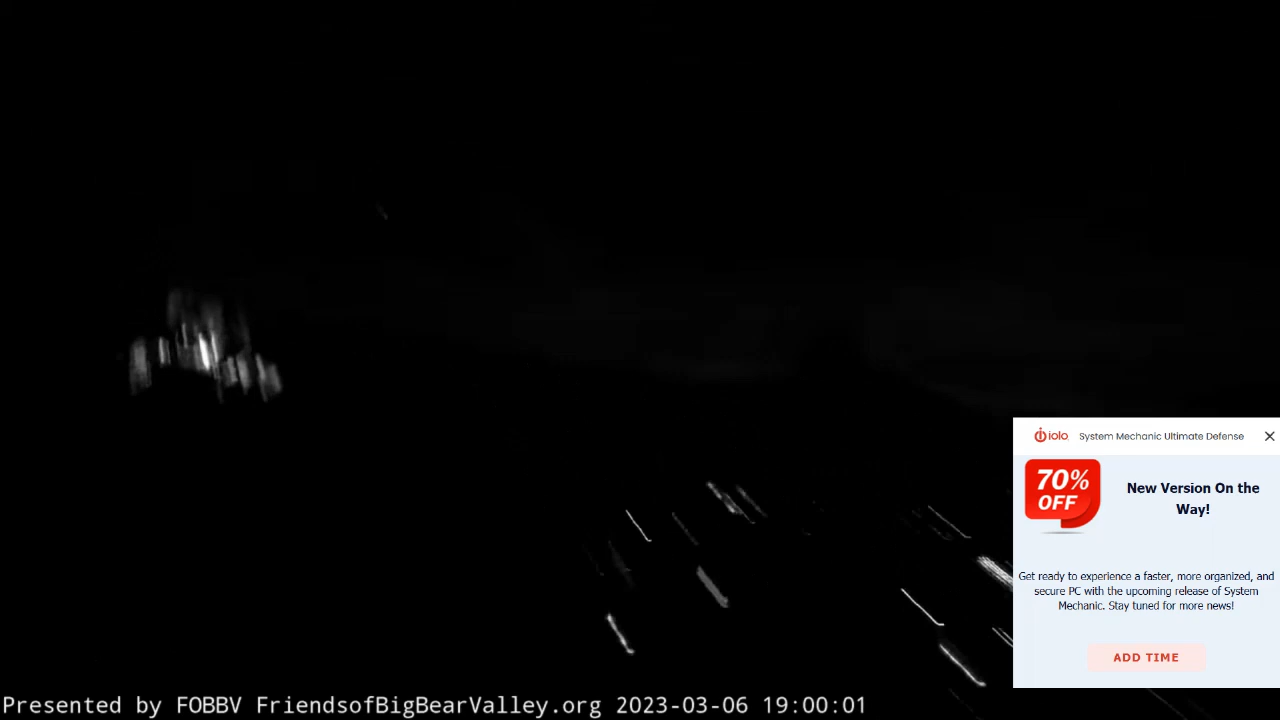 iolo System Mechanic Ultimate Defense
70%
OFF
New Version On the
Way!
Get ready to experience a faster, more organized, and
secure PC with the upcoming release of System
Mechanic. Stay tuned for more news!
ADD TIME
Presented by FOBBV FriendsofBigBearValley.org 2023-03-06 19:00:01